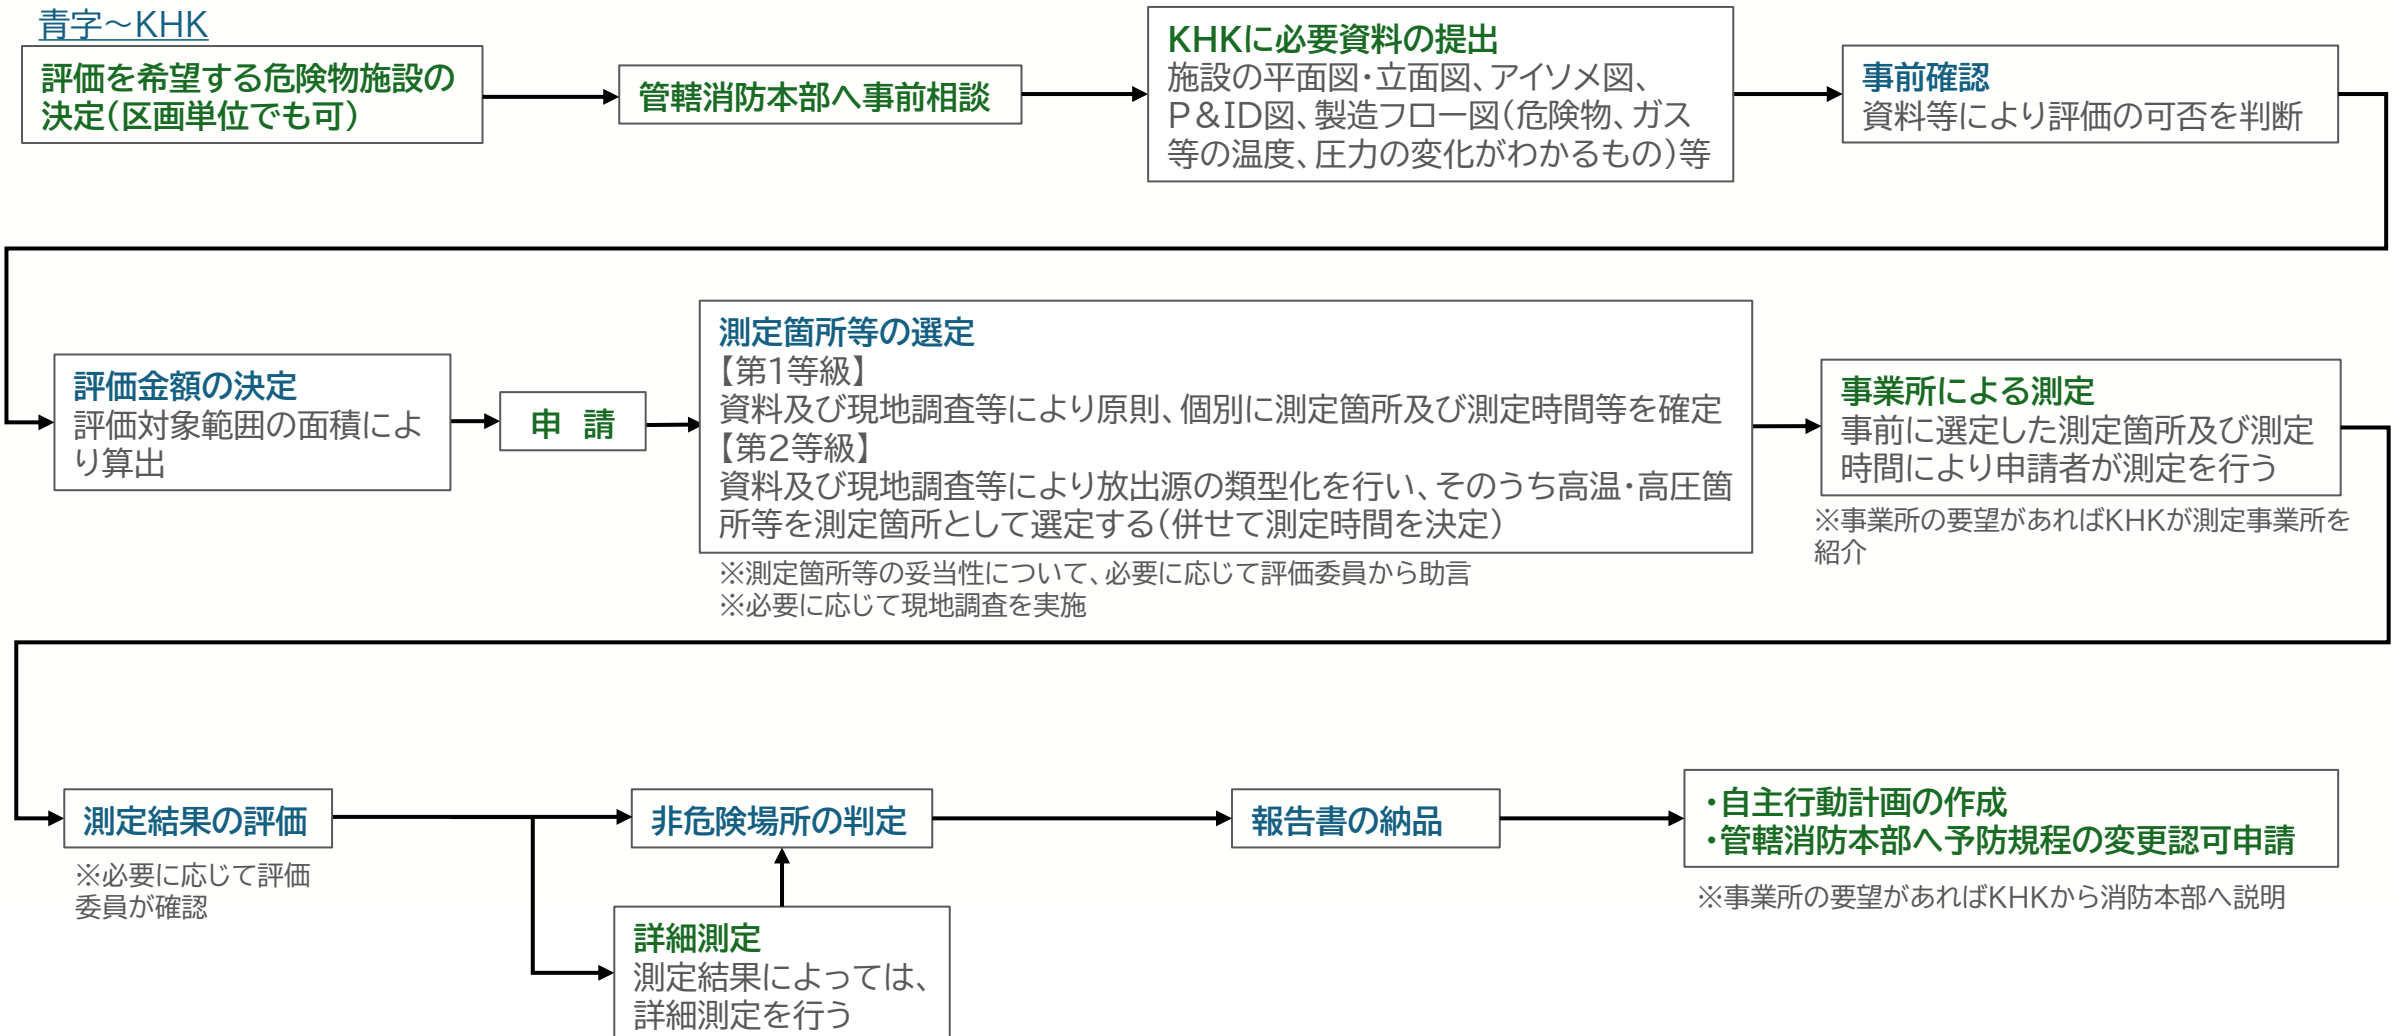 青字～KHK
評価を希望する危険物施設の
決定(区画単位でも可)
管轄消防本部へ事前相談
KHKに必要資料の提出
施設の平面図・立面図、アイソメ図、
P&ID図、製造フロー図(危険物、ガス
等の温度、圧力の変化がわかるもの)等
事前確認
資料等により評価の可否を判断
評価金額の決定
評価対象範囲の面積によ
り算出
申　請
測定箇所等の選定
【第1等級】
資料及び現地調査等により原則、個別に測定箇所及び測定時間等を確定
【第2等級】
資料及び現地調査等により放出源の類型化を行い、そのうち高温・高圧箇
所等を測定箇所として選定する(併せて測定時間を決定)
※測定箇所等の妥当性について、必要に応じて評価委員から助言
※必要に応じて現地調査を実施
事業所による測定
事前に選定した測定箇所及び測定
時間により申請者が測定を行う
※事業所の要望があればKHKが測定事業所を
紹介
測定結果の評価
※必要に応じて評価
委員が確認
非危険場所の判定
詳細測定
測定結果によっては、
詳細測定を行う
報告書の納品
・自主行動計画の作成
・管轄消防本部へ予防規程の変更認可申請
※事業所の要望があればKHKから消防本部へ説明